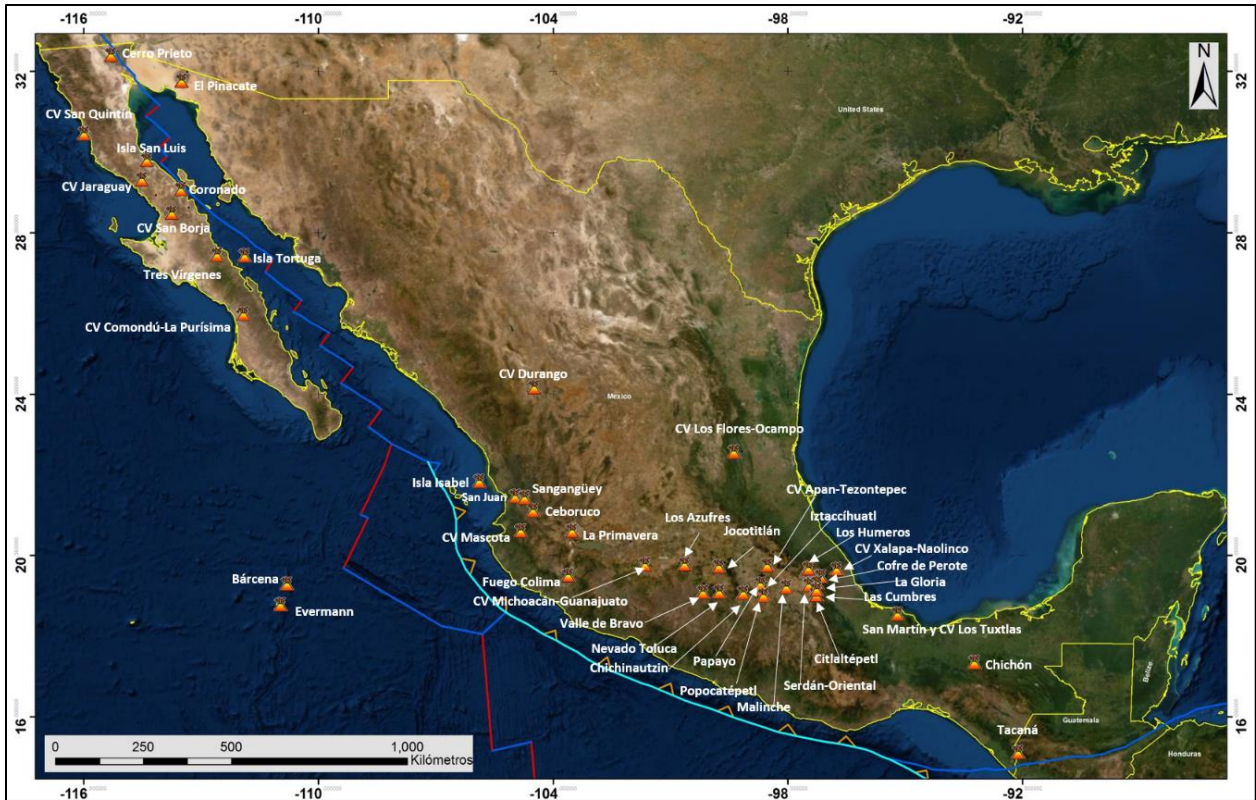 -116
-110
-104
-98
-92
N
32
32
Cerro Prieto
El Pinacate
CV San Quintín
United States
Isla San Luis
CV Jaraguay
Coronado
CV San Borja
28
28
Isla Tortuga
Tres Vírgenes
CV Comondú-La Purísima
24
24
CV Durango
Mexico
CV Los Flores-Ocampo
Isla Isabel
San Juan
Sangangüey
Ceboruco
CV Mascota
La Primavera
Los Azufres
Jocotitlán
CV Apan-Tezontepec
Iztaccíhuatl
Los Humeros
CV Xalapa-Naolinco
Cofre de Perote
La Gloria
Las Cumbres
20
20
Bárcena
Evermann
Fuego Colima
CV Michoacán-Guanajuato
Valle de Bravo
Nevado Toluca
Chichinautzin
Papayo
Popocatépetl
Malinche
Serdán-Oriental
Citlaltépetl
San Martín y CV Los Tuxtlas
Chichón
Belize
Guatemala
Tacaná
Honduras
16
16
0 250 500 1,000
Kilómetros
-116
-110
-104
-98
-92